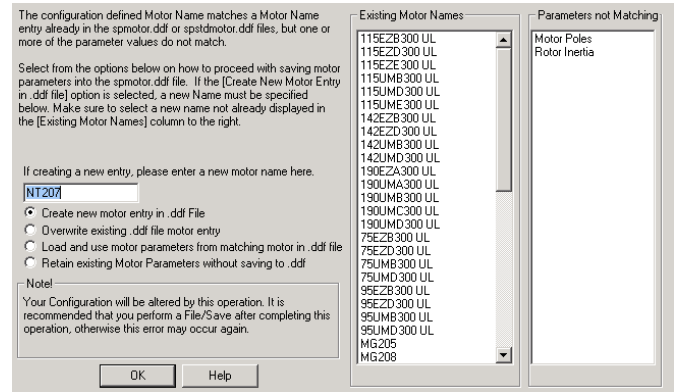 The configuration defined Motor Name matches a Motor Name
entry already in the spmotor.ddf or spstdmotor.ddf files, but one or
more of the parameter values do not match.
Select from the options below on how to proceed with saving motor
parameters into the spmotor.ddf file. If the [Create New Motor Entry
in .ddf file] option is selected, a new Name must be specified
below. Make sure to select a new name not already displayed in
the [Existing Motor Names] column to the right.
If creating a new entry, please enter a new motor name here.
NT207
Create new motor entry in .ddf File
Overwrite existing .ddf file motor entry
Load and use motor parameters from matching motor in .ddf file
Retain existing Motor Parameters without saving to .ddf
Note!
Your Configuration will be altered by this operation. It is
recommended that you perform a File/Save after completing this
operation, otherwise this error may occur again.
OK
Help
Existing Motor Names
115EZB300 UL
115EZD300 UL
115EZE300 UL
115UMB300 UL
115UMD300 UL
115UME300 UL
142EZB300 UL
142EZD300 UL
142UMB300 UL
142UMD300 UL
190EZA300 UL
190UMA300 UL
190UMB300 UL
190UMC300 UL
190UMD300 UL
75EZB300 UL
75EZD300 UL
75UMB300 UL
75UMD300 UL
95EZB300 UL
95EZD300 UL
95UMB300 UL
95UMD300 UL
MG205
MG208
Parameters not Matching
Motor Poles
Rotor Inertia